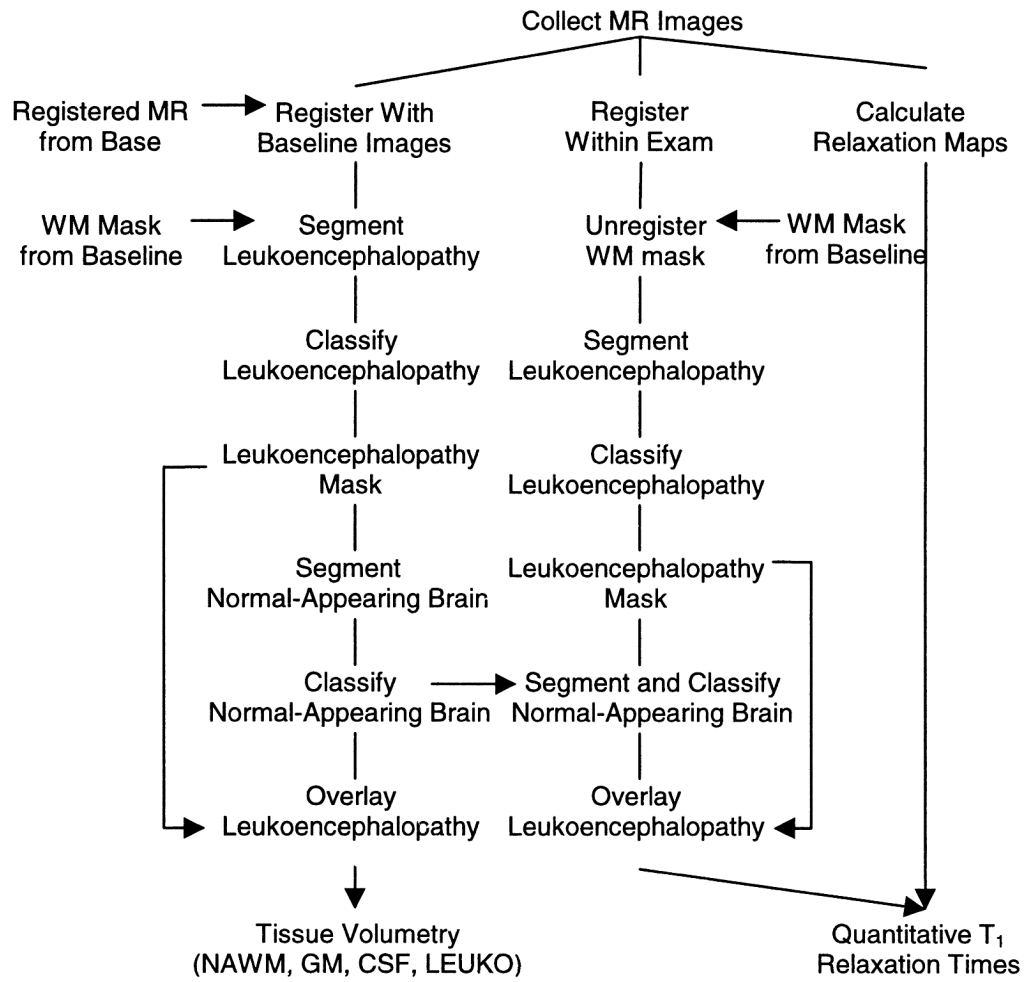 Collect MR Images
Registered MR
from Base
Register With
Baseline Images
Register
Within Exam
Calculate
Relaxation Maps
WM Mask
from Baseline
Segment
Leukoencephalopathy
Unregister
WM mask
WM Mask
from Baseline
Classify
Leukoencephalopathy
Segment
Leukoencephalopathy
Leukoencephalopathy
Mask
Classify
Leukoencephalopathy
Segment
Normal-Appearing Brain
Leukoencephalopathy
Mask
Classify
Normal-Appearing Brain
Segment and Classify
Normal-Appearing Brain
Overlay
Leukoencephalopathy
Overlay
Leukoencephalopathy
Tissue Volumetry
(NAWM, GM, CSF, LEUKO)
Quantitative T₁
Relaxation Times